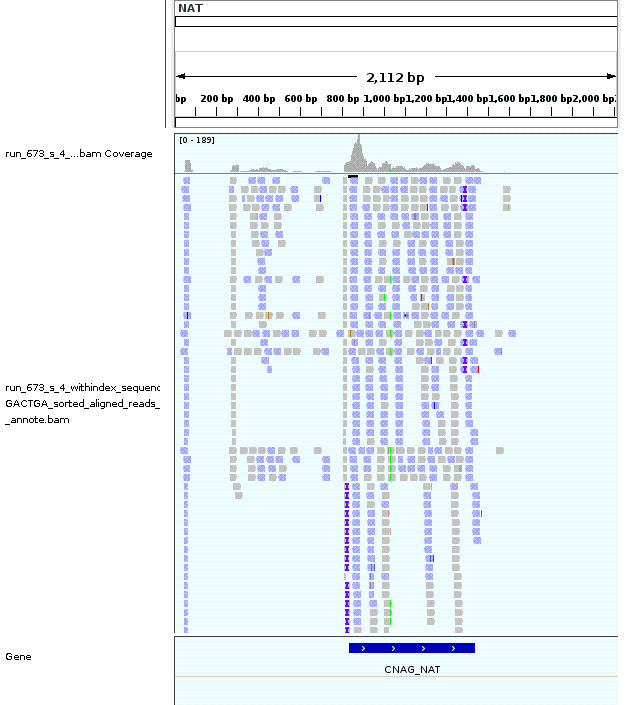 NAT
2,112 bp
bp 200 bp 400 bp 600 bp 800 bp 1,000 bp 1,200 bp 1,400 bp 1,600 bp 1,800 bp 2,000 bp
[0 - 189]
run_673_s_4_...bam Coverage
run_673_s_4_withindex_sequenc
GACTGA_sorted_aligned_reads_
_annote.bam
Gene
CNAG_NAT